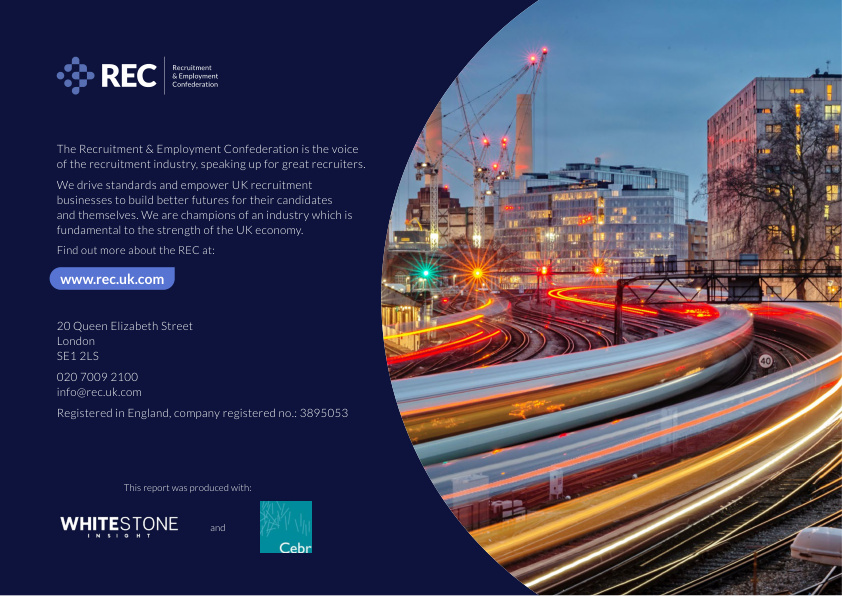 REC
Recruitment
& Employment
Confederation
The Recruitment & Employment Confederation is the voice
of the recruitment industry, speaking up for great recruiters.
We drive standards and empower UK recruitment
businesses to build better futures for their candidates
and themselves. We are champions of an industry which is
fundamental to the strength of the UK economy.
Find out more about the REC at:
www.rec.uk.com
20 Queen Elizabeth Street
London
SE1 2LS
020 7009 2100
info@rec.uk.com
Registered in England, company registered no.: 3895053
This report was produced with:
WHITESTONE
INSIGHT
and
Cebr
40